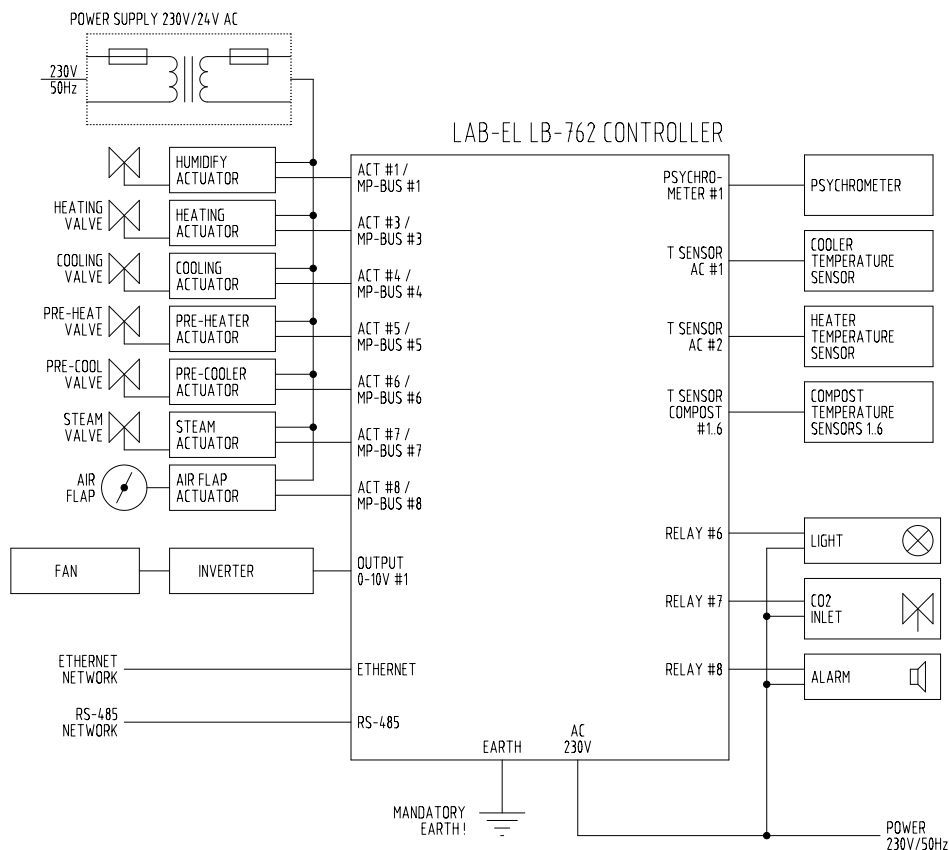 POWER SUPPLY 230V/24V AC
230V
50Hz
LAB-EL LB-762 CONTROLLER
HUMIDIFY
ACTUATOR
ACT #1 /
MP-BUS #1
HEATING
VALVE
HEATING
ACTUATOR
ACT #3 /
MP-BUS #3
COOLING
VALVE
COOLING
ACTUATOR
ACT #4 /
MP-BUS #4
PRE-HEAT
VALVE
PRE-HEATER
ACTUATOR
ACT #5 /
MP-BUS #5
PRE-COOL
VALVE
PRE-COOLER
ACTUATOR
ACT #6 /
MP-BUS #6
STEAM
VALVE
STEAM
ACTUATOR
ACT #7 /
MP-BUS #7
AIR
FLAP
AIR FLAP
ACTUATOR
ACT #8 /
MP-BUS #8
FAN
INVERTER
OUTPUT
0-10V #1
ETHERNET
NETWORK
ETHERNET
RS-485
NETWORK
RS-485
PSYCHRO-
METER #1
PSYCHROMETER
T SENSOR
AC #1
COOLER
TEMPERATURE
SENSOR
T SENSOR
AC #2
HEATER
TEMPERATURE
SENSOR
T SENSOR
COMPOST
#1..6
COMPOST
TEMPERATURE
SENSORS 1..6
RELAY #6
LIGHT
RELAY #7
CO2
INLET
RELAY #8
ALARM
EARTH
AC
230V
MANDATORY
EARTH!
POWER
230V/50Hz